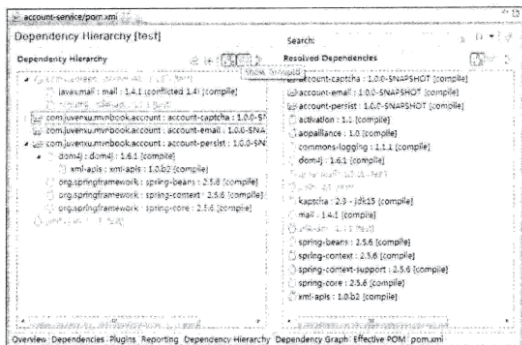 account-service/pom.xml
Dependency Hierarchy [test]
Search:
Dependency Hierarchy
Resolved Dependencies
Show GroupId
javax.mail : mail : 1.4.1 (conflicted 1.4) [compile]
com.juvenxu.mvnbook.account : account-captcha : 1.0.0-SN
com.juvenxu.mvnbook.account : account-email : 1.0.0-SNA
com.juvenxu.mvnbook.account : account-persist : 1.0.0-SN
dom4j : dom4j : 1.6.1 [compile]
xml-apis : xml-apis : 1.0.b2 [compile]
org.springframework : spring-beans : 2.5.6 [compile]
org.springframework : spring-context : 2.5.6 [compile]
org.springframework : spring-core : 2.5.6 [compile]
account-captcha : 1.0.0-SNAPSHOT [compile]
account-email : 1.0.0-SNAPSHOT [compile]
account-persist : 1.0.0-SNAPSHOT [compile]
activation : 1.1 [compile]
aopalliance : 1.0 [compile]
commons-logging : 1.1.1 [compile]
dom4j : 1.6.1 [compile]
kaptcha : 2.3 - jdk15 [compile]
mail : 1.4.1 [compile]
spring-beans : 2.5.6 [compile]
spring-context : 2.5.6 [compile]
spring-context-support : 2.5.6 [compile]
spring-core : 2.5.6 [compile]
xml-apis : 1.0.b2 [compile]
Overview Dependencies Plugins Reporting Dependency Hierarchy Dependency Graph Effective POM pom.xml